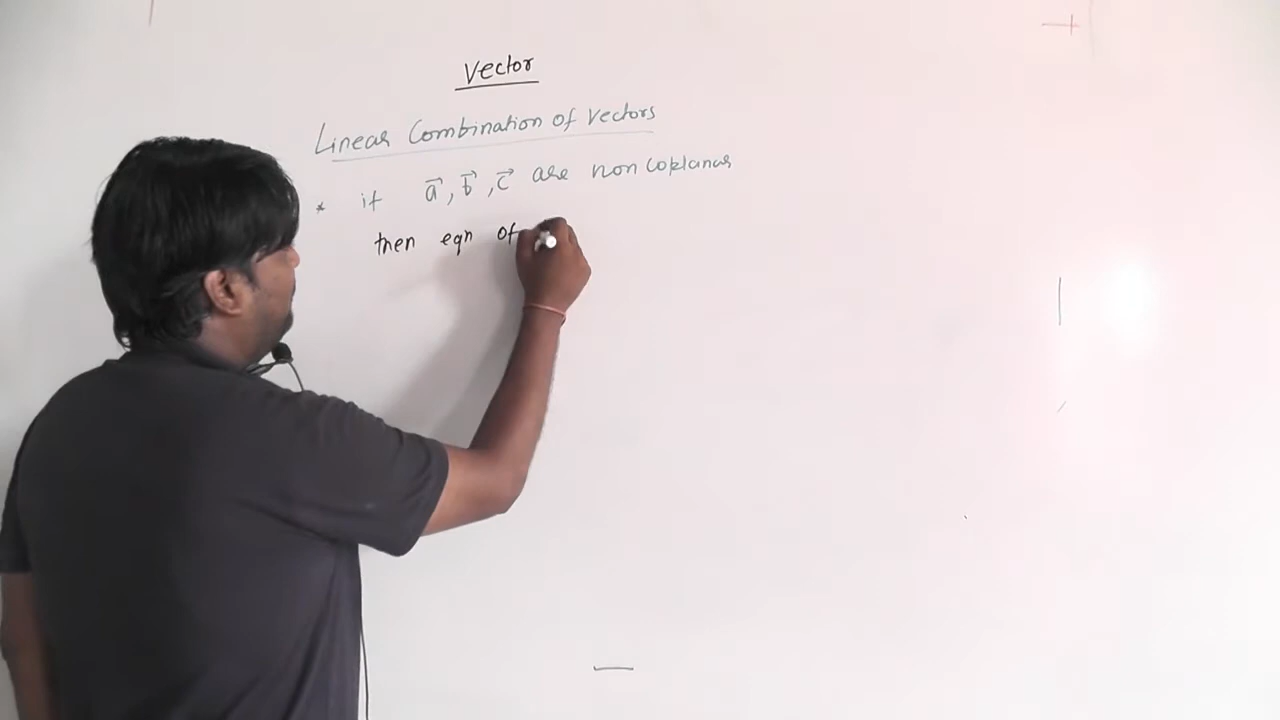 Vector
Linear Combination of Vectors
* if a⃗, b⃗, c⃗ are non coplanar
then eqn of